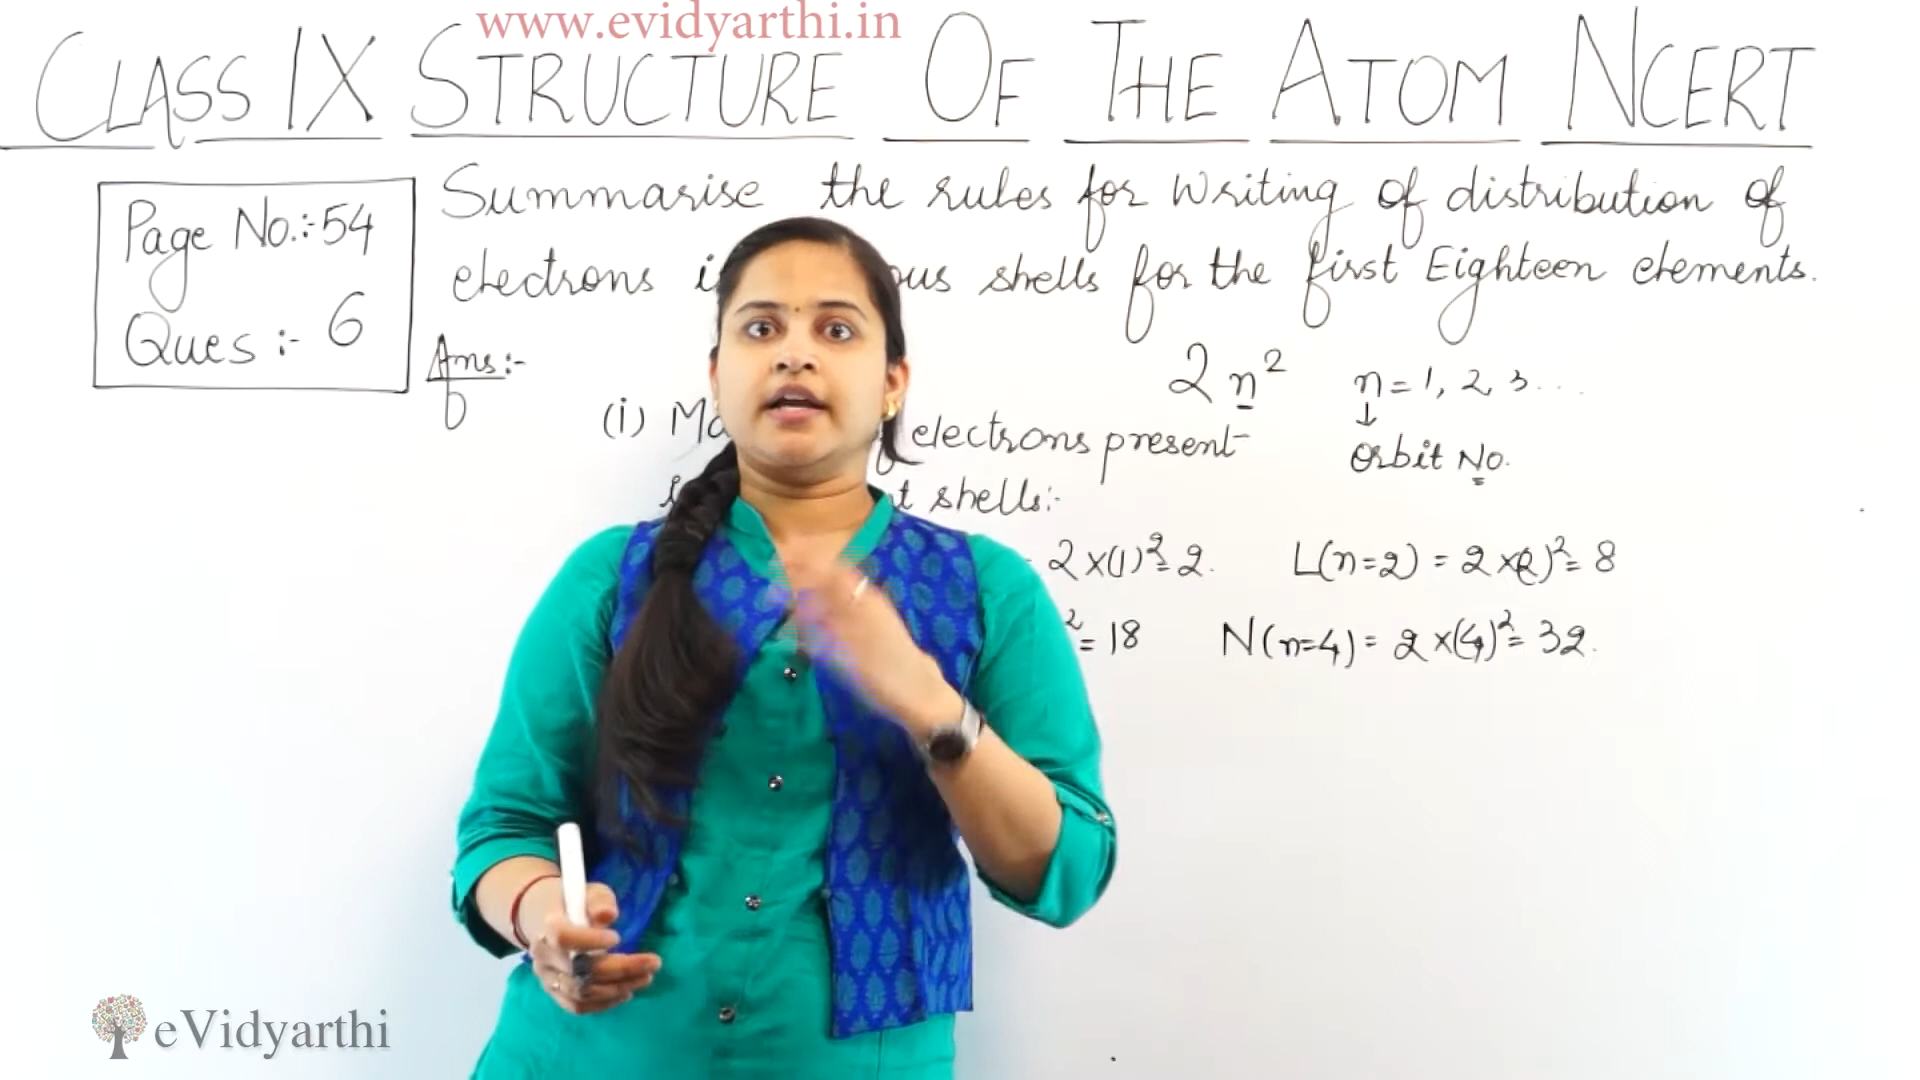 www.evidyarthi.in
CLASS IX STRUCTURE OF THE ATOM NCERT
Page No.:-54
Ques :- 6
Summarise the rules for writing of distribution of
electrons shells for the first Eighteen elements.
Ans:-
2n² n = 1, 2, 3 ...
↓
Orbit No.
(i) electrons present
shells:-
2×(1)²=2. L(n=2) = 2×(2)²= 8
²= 18 N(n=4) = 2×(4)²= 32.
eVidyarthi